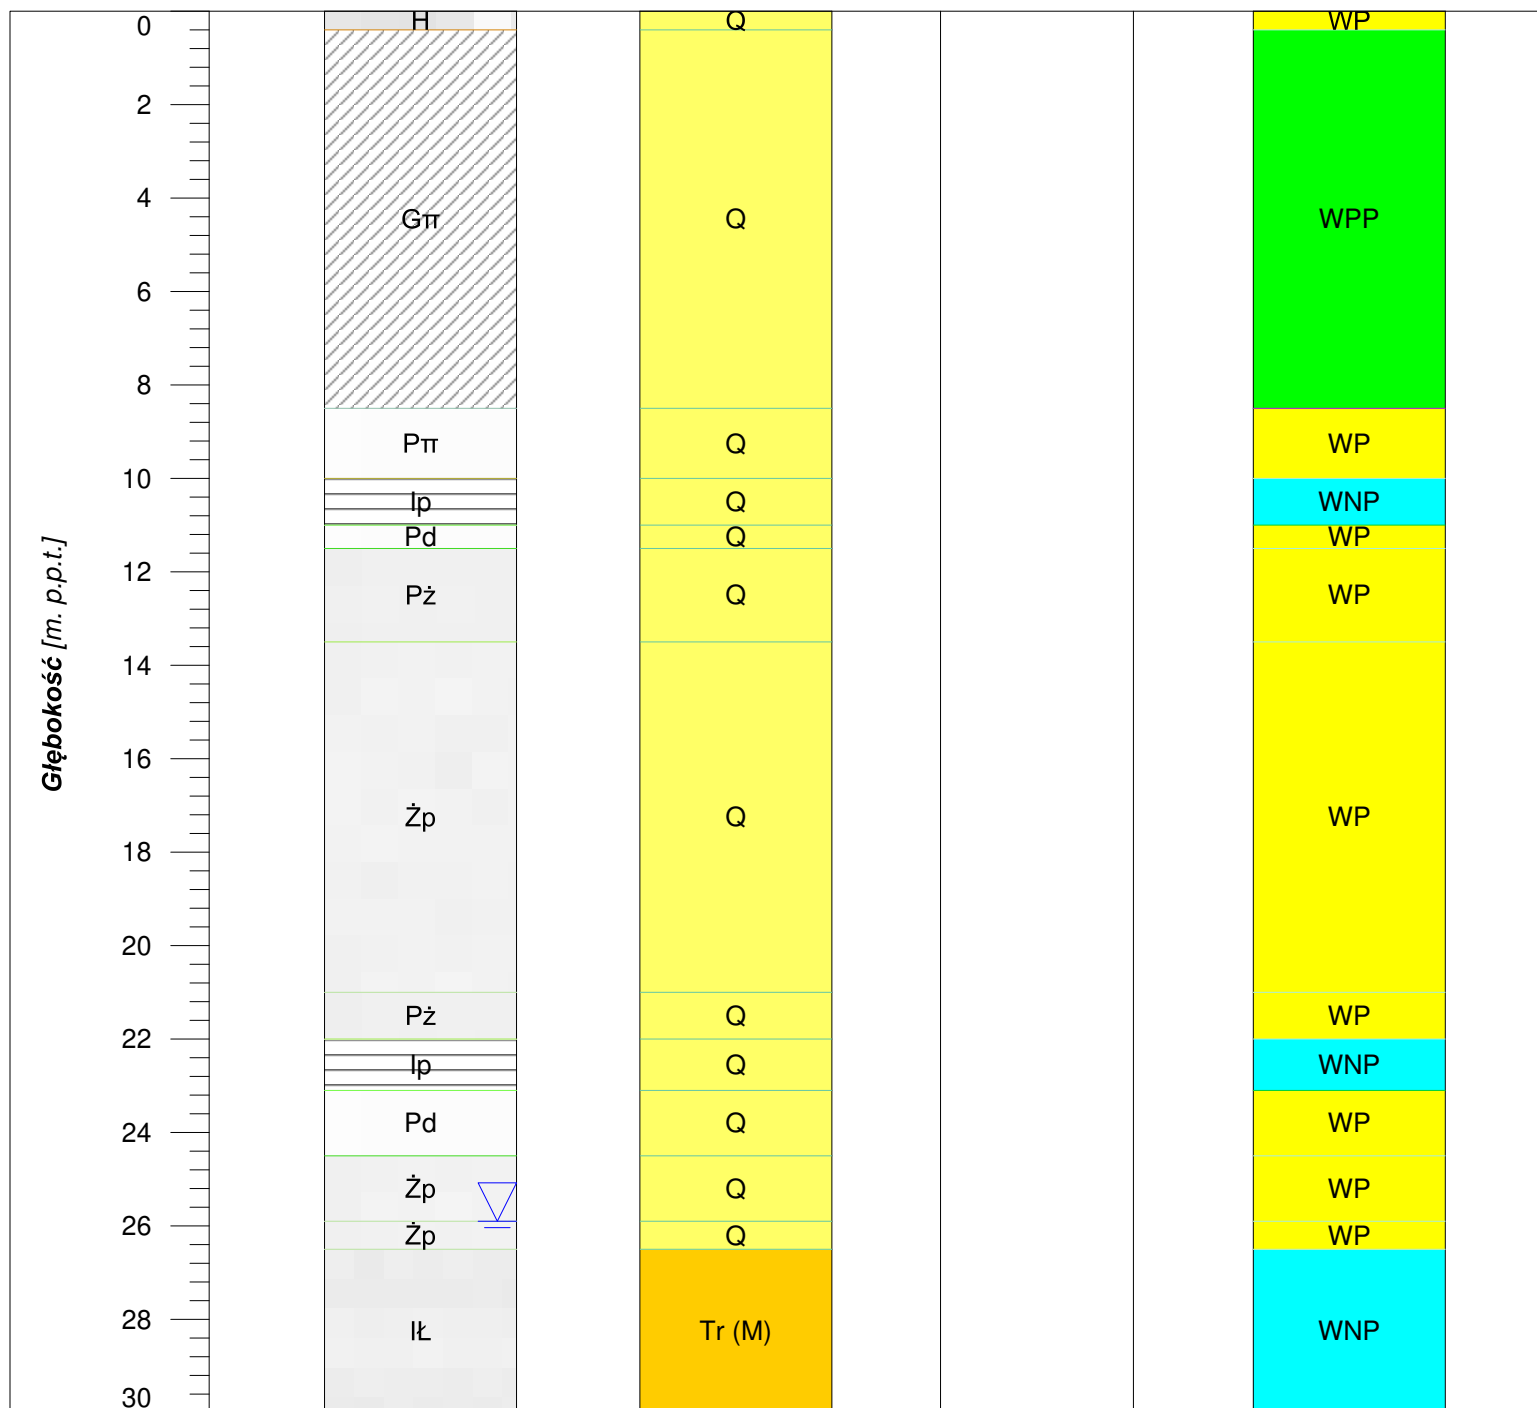 Głębokość [m. p.p.t.]
0 H Q WP
2
4
Gπ Q WPP
6
8
Pπ Q WP
10
Ip Q WNP
Pd Q WP
12
Pż Q WP
14
16
Żp Q WP
18
20
Pż Q WP
22
Ip Q WNP
Pd Q WP
24
Żp Q WP
26
Żp Q WP
28
IŁ Tr (M) WNP
30